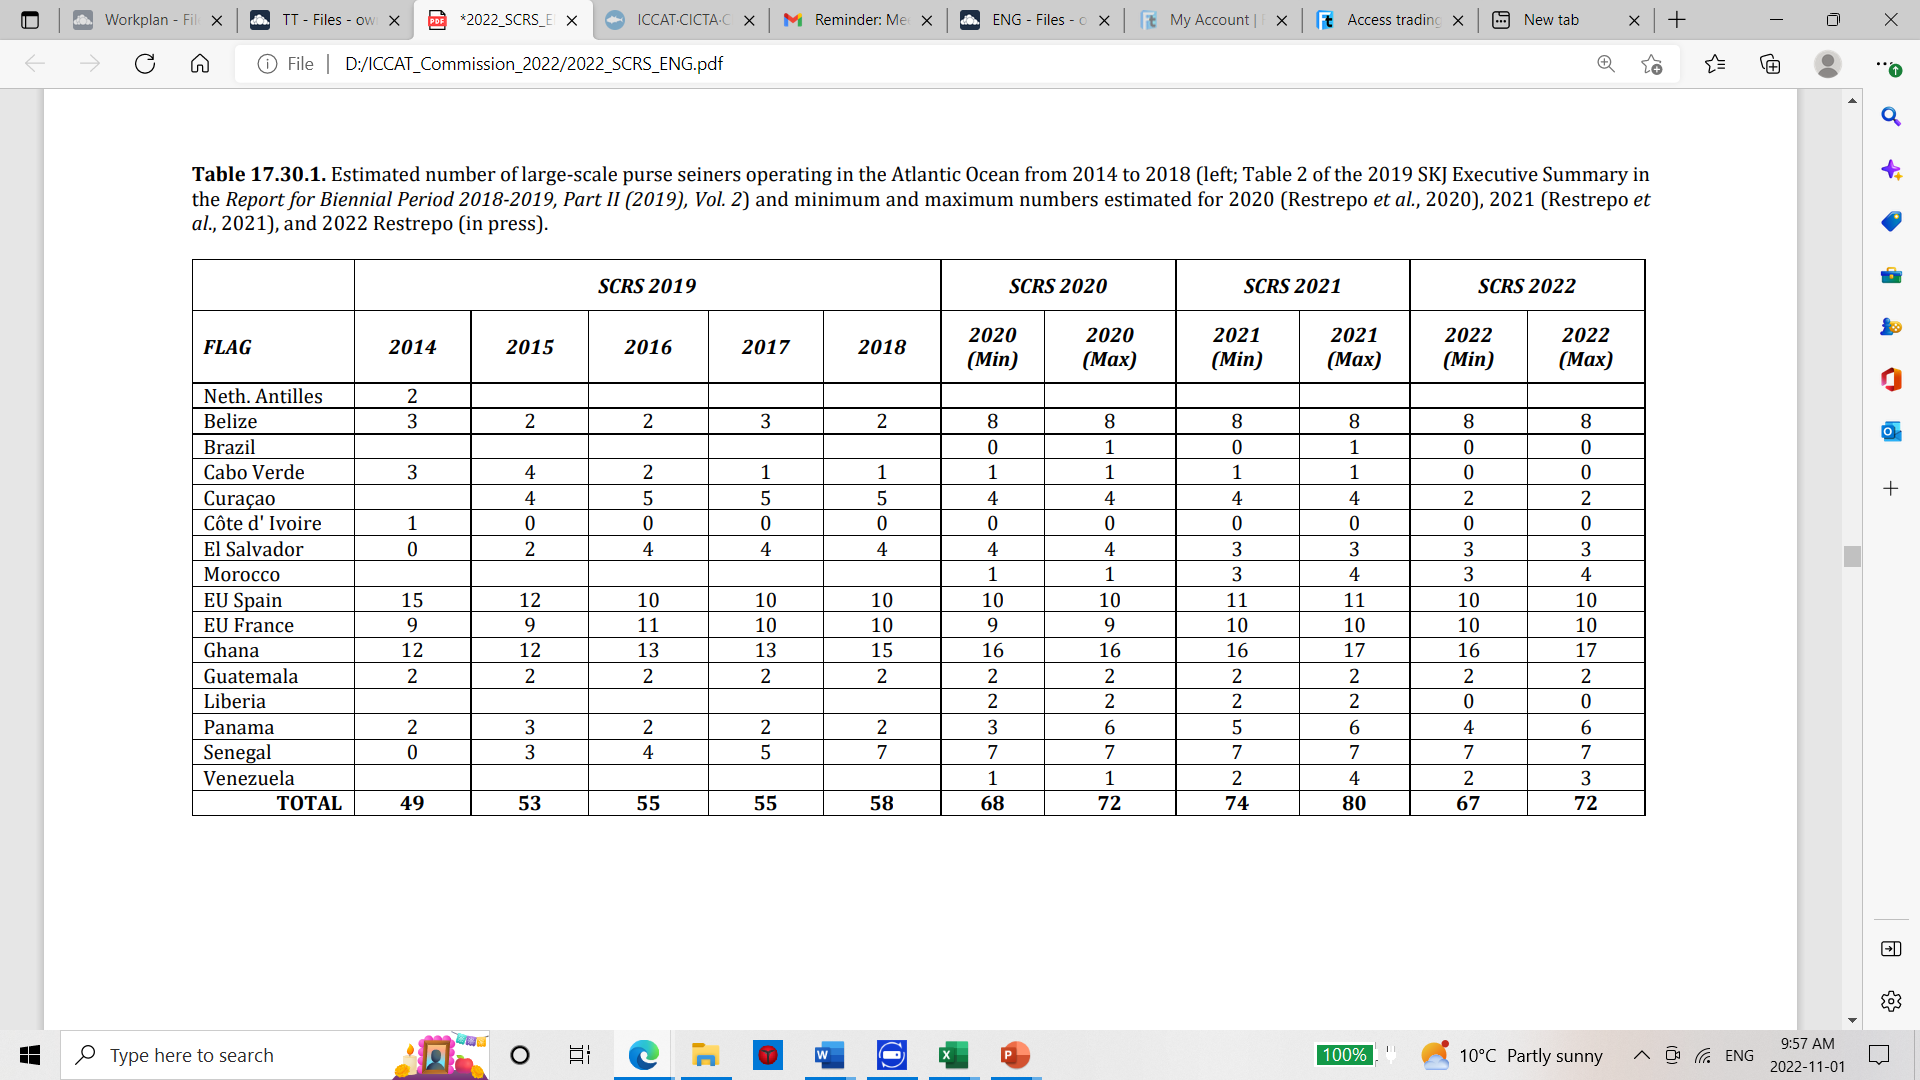 Workplan - Fil
TT - Files - ow
*2022_SCRS_E
ICCAT·CICTA·C
Reminder: Me
ENG - Files - o
My Account |
Access trading
New tab
File
D:/ICCAT_Commission_2022/2022_SCRS_ENG.pdf
Table 17.30.1. Estimated number of large-scale purse seiners operating in the Atlantic Ocean from 2014 to 2018 (left; Table 2 of the 2019 SKJ Executive Summary in
the Report for Biennial Period 2018-2019, Part II (2019), Vol. 2) and minimum and maximum numbers estimated for 2020 (Restrepo et al., 2020), 2021 (Restrepo et
al., 2021), and 2022 Restrepo (in press).
SCRS 2019 SCRS 2020 SCRS 2021 SCRS 2022
FLAG 2014 2015 2016 2017 2018 2020 (Min) 2020 (Max) 2021 (Min) 2021 (Max) 2022 (Min) 2022 (Max)
Neth. Antilles 2
Belize 3 2 2 3 2 8 8 8 8 8 8
Brazil 0 1 0 1 0 0
Cabo Verde 3 4 2 1 1 1 1 1 1 0 0
Curaçao 4 5 5 5 4 4 4 4 2 2
Côte d' Ivoire 1 0 0 0 0 0 0 0 0 0 0
El Salvador 0 2 4 4 4 4 4 3 3 3 3
Morocco 1 1 3 4 3 4
EU Spain 15 12 10 10 10 10 10 11 11 10 10
EU France 9 9 11 10 10 9 9 10 10 10 10
Ghana 12 12 13 13 15 16 16 16 17 16 17
Guatemala 2 2 2 2 2 2 2 2 2 2 2
Liberia 2 2 2 2 0 0
Panama 2 3 2 2 2 3 6 5 6 4 6
Senegal 0 3 4 5 7 7 7 7 7 7 7
Venezuela 1 1 2 4 2 3
TOTAL 49 53 55 55 58 68 72 74 80 67 72
Type here to search
100%
10°C Partly sunny
ENG
9:57 AM
2022-11-01